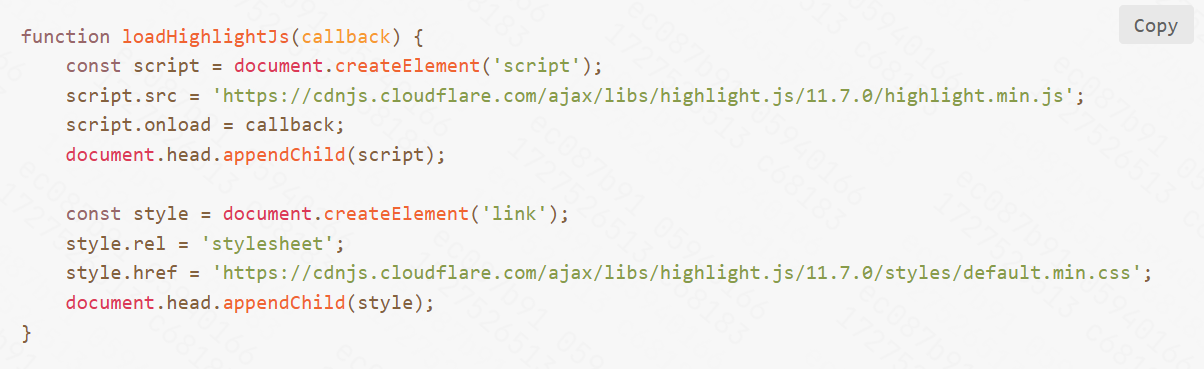 Copy
function loadHighlightJs(callback) {
    const script = document.createElement('script');
    script.src = 'https://cdnjs.cloudflare.com/ajax/libs/highlight.js/11.7.0/highlight.min.js';
    script.onload = callback;
    document.head.appendChild(script);

    const style = document.createElement('link');
    style.rel = 'stylesheet';
    style.href = 'https://cdnjs.cloudflare.com/ajax/libs/highlight.js/11.7.0/styles/default.min.css';
    document.head.appendChild(style);
}